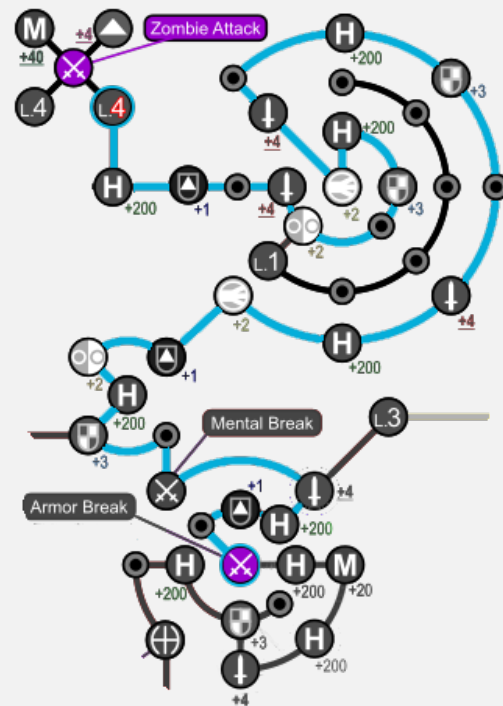 M
Zombie Attack
+4
+40
L.4
L.4
H
+200
+3
+4
H
+200
H
+200
+1
+4
+2
+3
+2
L.1
+2
+4
H
+200
+2
+1
H
+200
+3
L.3
Mental Break
+4
+1
Armor Break
H
+200
H
+200
H
+200
M
+20
+3
H
+200
+4